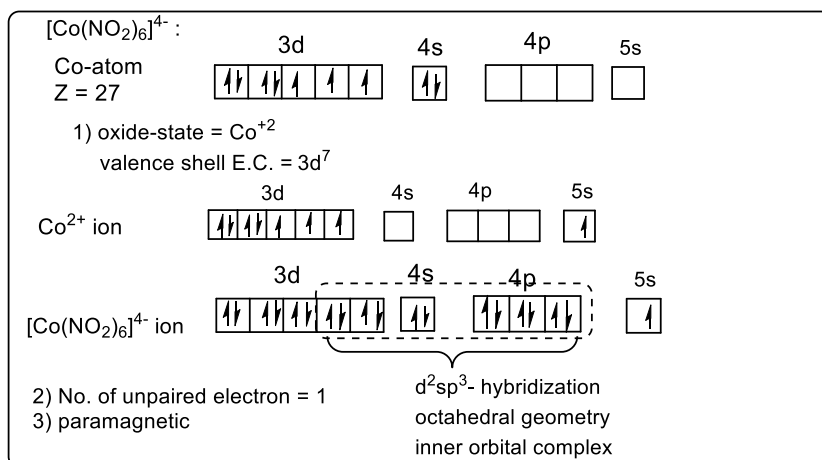 [Co(NO₂)₆]⁴⁻ :
3d 4s 4p 5s
Co-atom
Z = 27
1) oxide-state = Co⁺²
valence shell E.C. = 3d⁷
3d 4s 4p 5s
Co²⁺ ion
3d 4s 4p 5s
[Co(NO₂)₆]⁴⁻ ion
d²sp³- hybridization
2) No. of unpaired electron = 1
octahedral geometry
3) paramagnetic
inner orbital complex